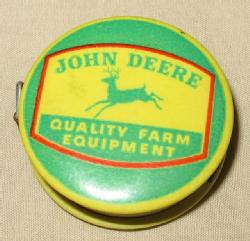 JOHN DEERE
QUALITY FARM
EQUIPMENT